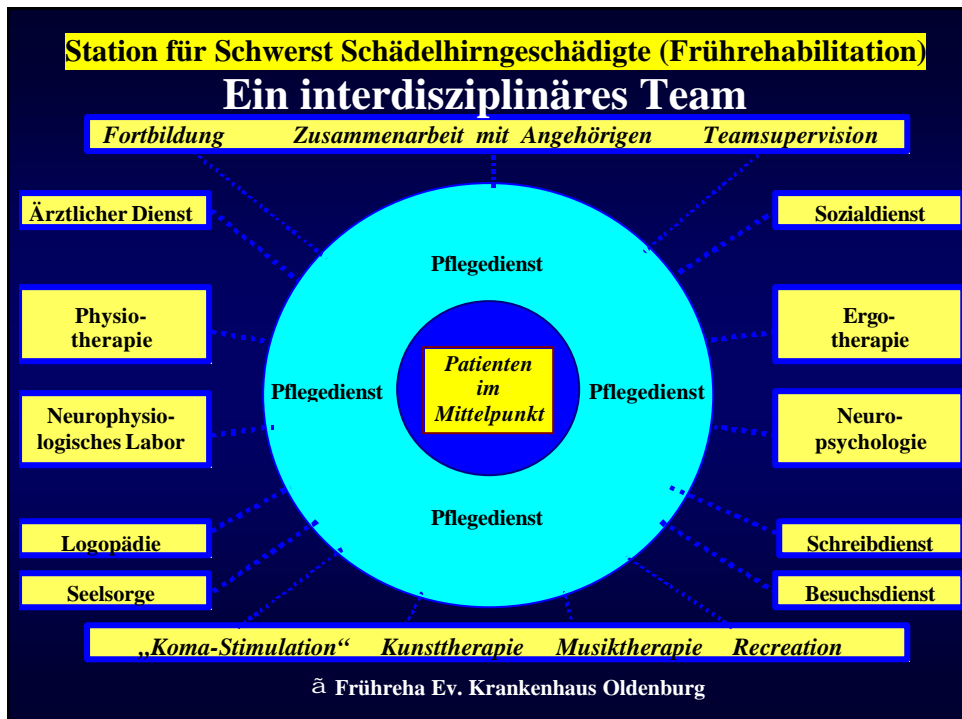 Station für Schwerst Schädelhirngeschädigte (Frührehabilitation)
Ein interdisziplinäres Team
Fortbildung Zusammenarbeit mit Angehörigen Teamsupervision
Ärztlicher Dienst
Sozialdienst
Pflegedienst
Physio-
therapie
Ergo-
therapie
Patienten
im
Mittelpunkt
Pflegedienst
Pflegedienst
Neurophysio-
logisches Labor
Neuro-
psychologie
Pflegedienst
Logopädie
Schreibdienst
Seelsorge
Besuchsdienst
„Koma-Stimulation“ Kunsttherapie Musiktherapie Recreation
ã Frühreha Ev. Krankenhaus Oldenburg